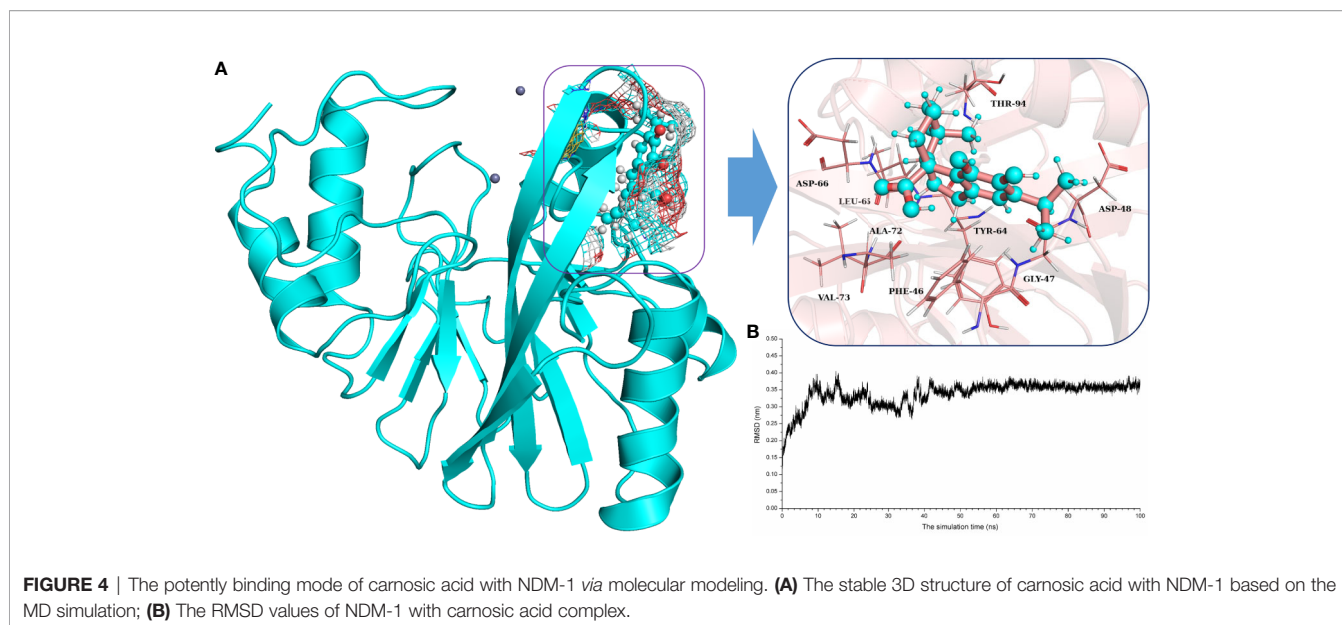 A
THR-94
ASP-66
LEU-65
ASP-48
ALA-72
TYR-64
GLY-47
VAL-73
PHE-46
B
0.50
0.45
0.40
0.35
0.30
0.25
0.20
0.15
0.10
0.05
0.00
RMSD (nm)
0 10 20 30 40 50 60 70 80 90 100
The simulation time (ns)
FIGURE 4 | The potently binding mode of carnosic acid with NDM-1 via molecular modeling. (A) The stable 3D structure of carnosic acid with NDM-1 based on the
MD simulation; (B) The RMSD values of NDM-1 with carnosic acid complex.